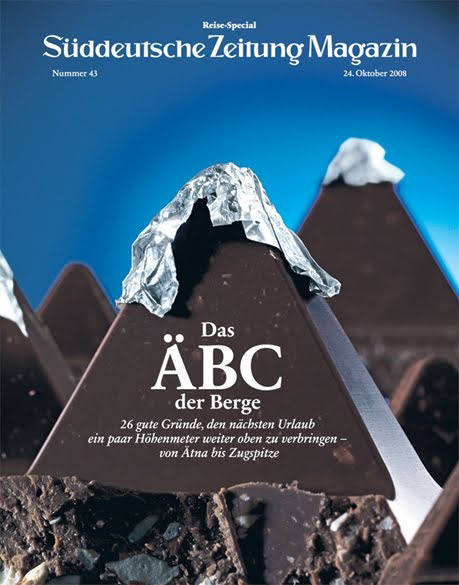 Reise-Special
Süddeutsche Zeitung Magazin
Nummer 43
24. Oktober 2008
Das
ÄBC
der Berge
26 gute Gründe, den nächsten Urlaub
ein paar Höhenmeter weiter oben zu verbringen –
von Ätna bis Zugspitze